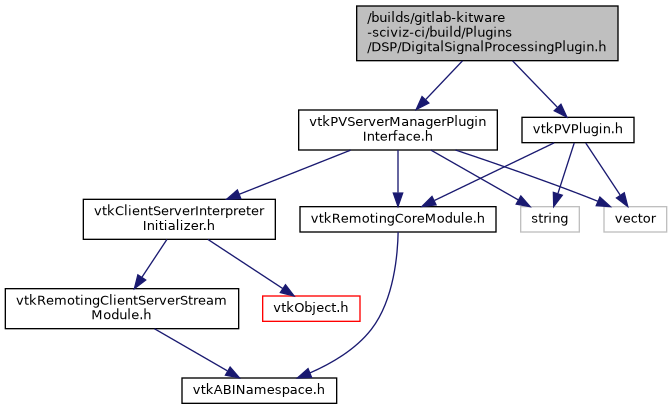 /builds/gitlab-kitware
-sciviz-ci/build/Plugins
/DSP/DigitalSignalProcessingPlugin.h
vtkPVServerManagerPlugin
Interface.h
vtkPVPlugin.h
vtkClientServerInterpreter
Initializer.h
vtkRemotingCoreModule.h
string
vector
vtkRemotingClientServerStream
Module.h
vtkObject.h
vtkABINamespace.h